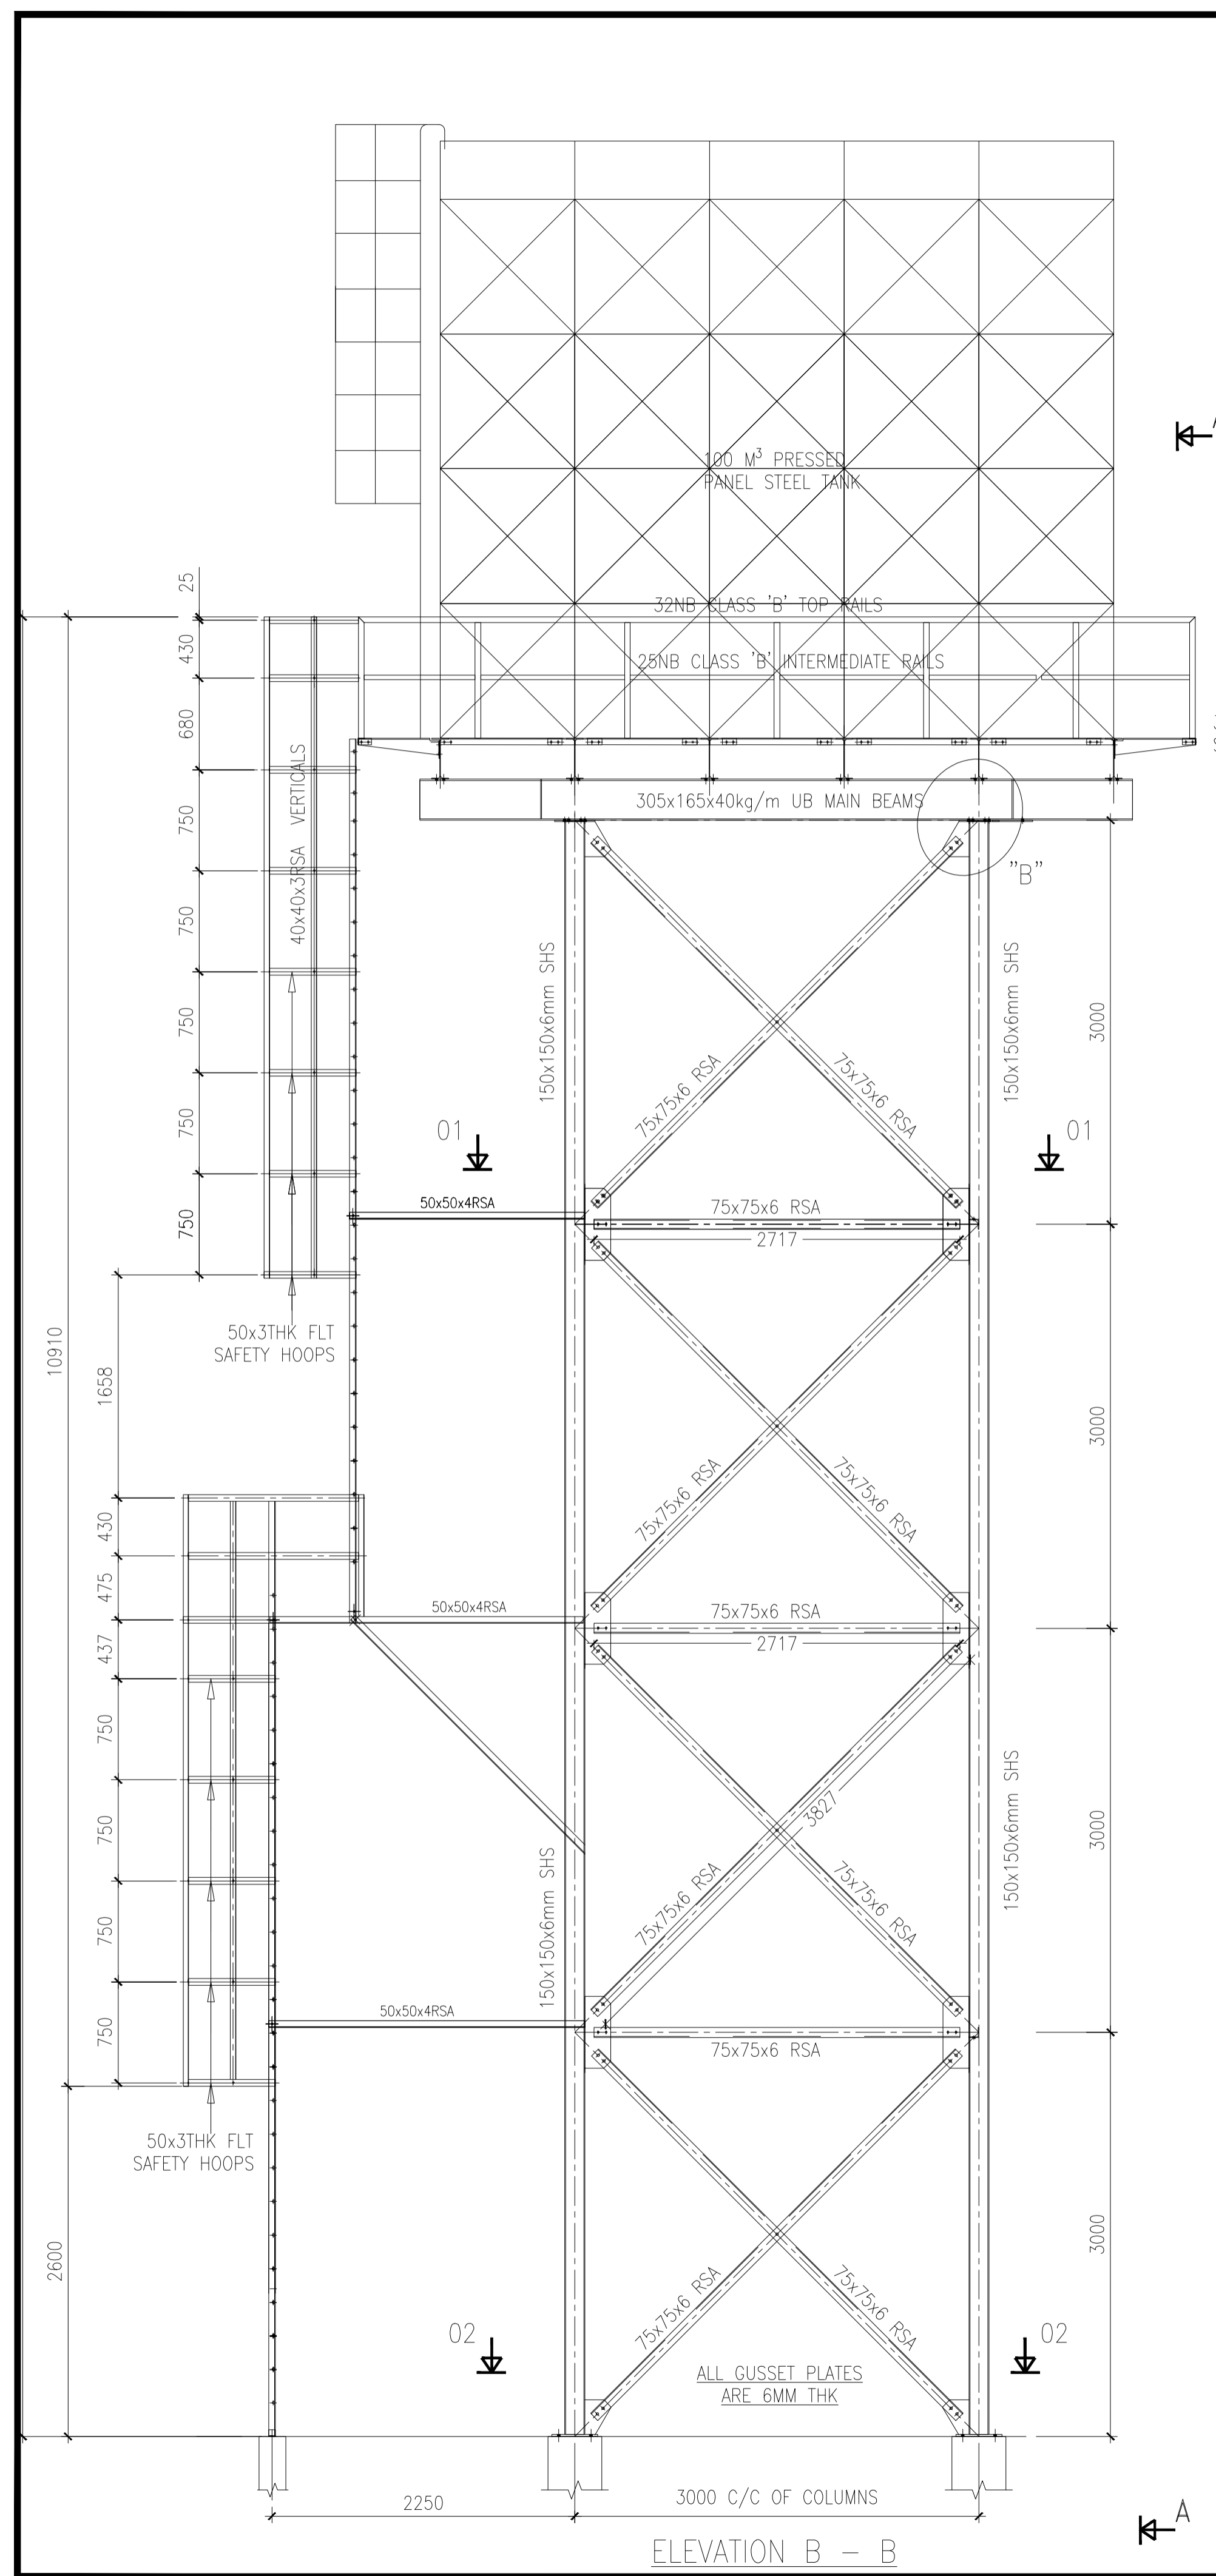 A
100 M³ PRESSED
PANEL STEEL TANK
25
32NB CLASS 'B' TOP RAILS
430
25NB CLASS 'B' INTERMEDIATE RAILS
680
40x40x3RSA VERTICALS
750
305x165x40kg/m UB MAIN BEAMS
"B"
750
150x150x6mm SHS
150x150x6mm SHS
3000
750
75x75x6 RSA
75x75x6 RSA
750
01
01
50x50x4RSA
75x75x6 RSA
750
2717
50x3THK FLT
SAFETY HOOPS
10910
1658
3000
75x75x6 RSA
75x75x6 RSA
430
475
50x50x4RSA
75x75x6 RSA
437
2717
750
3827
150x150x6mm SHS
3000
750
75x75x6 RSA
75x75x6 RSA
150x150x6mm SHS
750
50x50x4RSA
750
75x75x6 RSA
50x3THK FLT
SAFETY HOOPS
2600
3000
75x75x6 RSA
75x75x6 RSA
02
02
ALL GUSSET PLATES
ARE 6MM THK
2250
3000 C/C OF COLUMNS
A
ELEVATION B - B